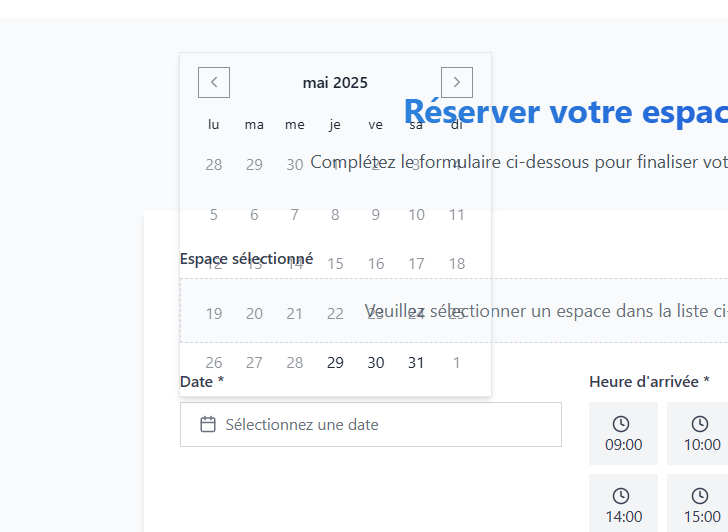 mai 2025
Réserver votre espac
lu ma me je ve sa di
Complétez le formulaire ci-dessous pour finaliser vot
28 29 30 1 2 3 4
5 6 7 8 9 10 11
Espace sélectionné
12 13 14 15 16 17 18
Veuillez sélectionner un espace dans la liste ci-
19 20 21 22 23 24 25
26 27 28 29 30 31 1
Date *
Heure d'arrivée *
Sélectionnez une date
09:00 10:00
14:00 15:00